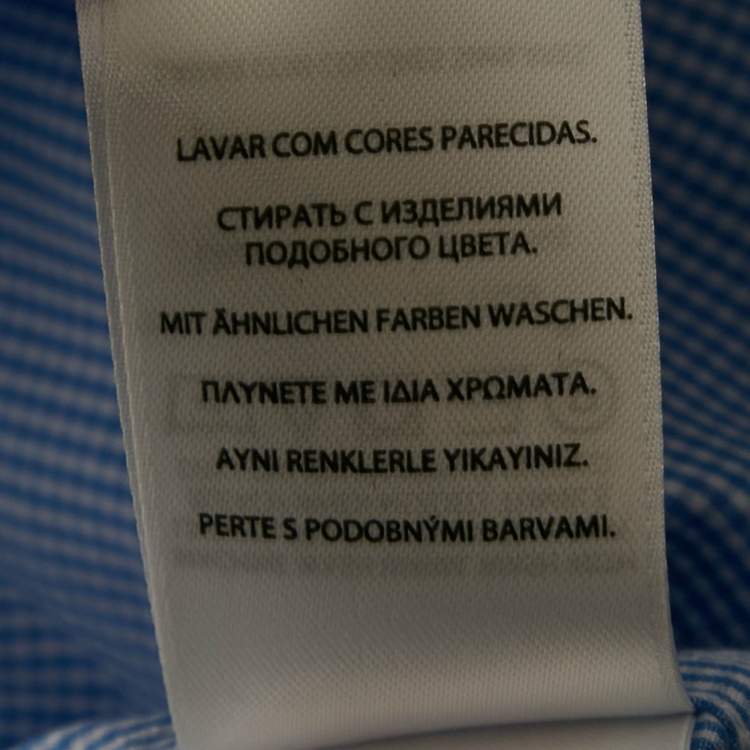 LAVAR COM CORES PARECIDAS.
СТИРАТЬ С ИЗДЕЛИЯМИ
ПОДОБНОГО ЦВЕТА.
MIT ÄHNLICHEN FARBEN WASCHEN.
ΠΛΥΝΕΤΕ ΜΕ ΙΔΙΑ ΧΡΩΜΑΤΑ.
AYNI RENKLERLE YIKAYINIZ.
PERTE S PODOBNÝMI BARVAMI.